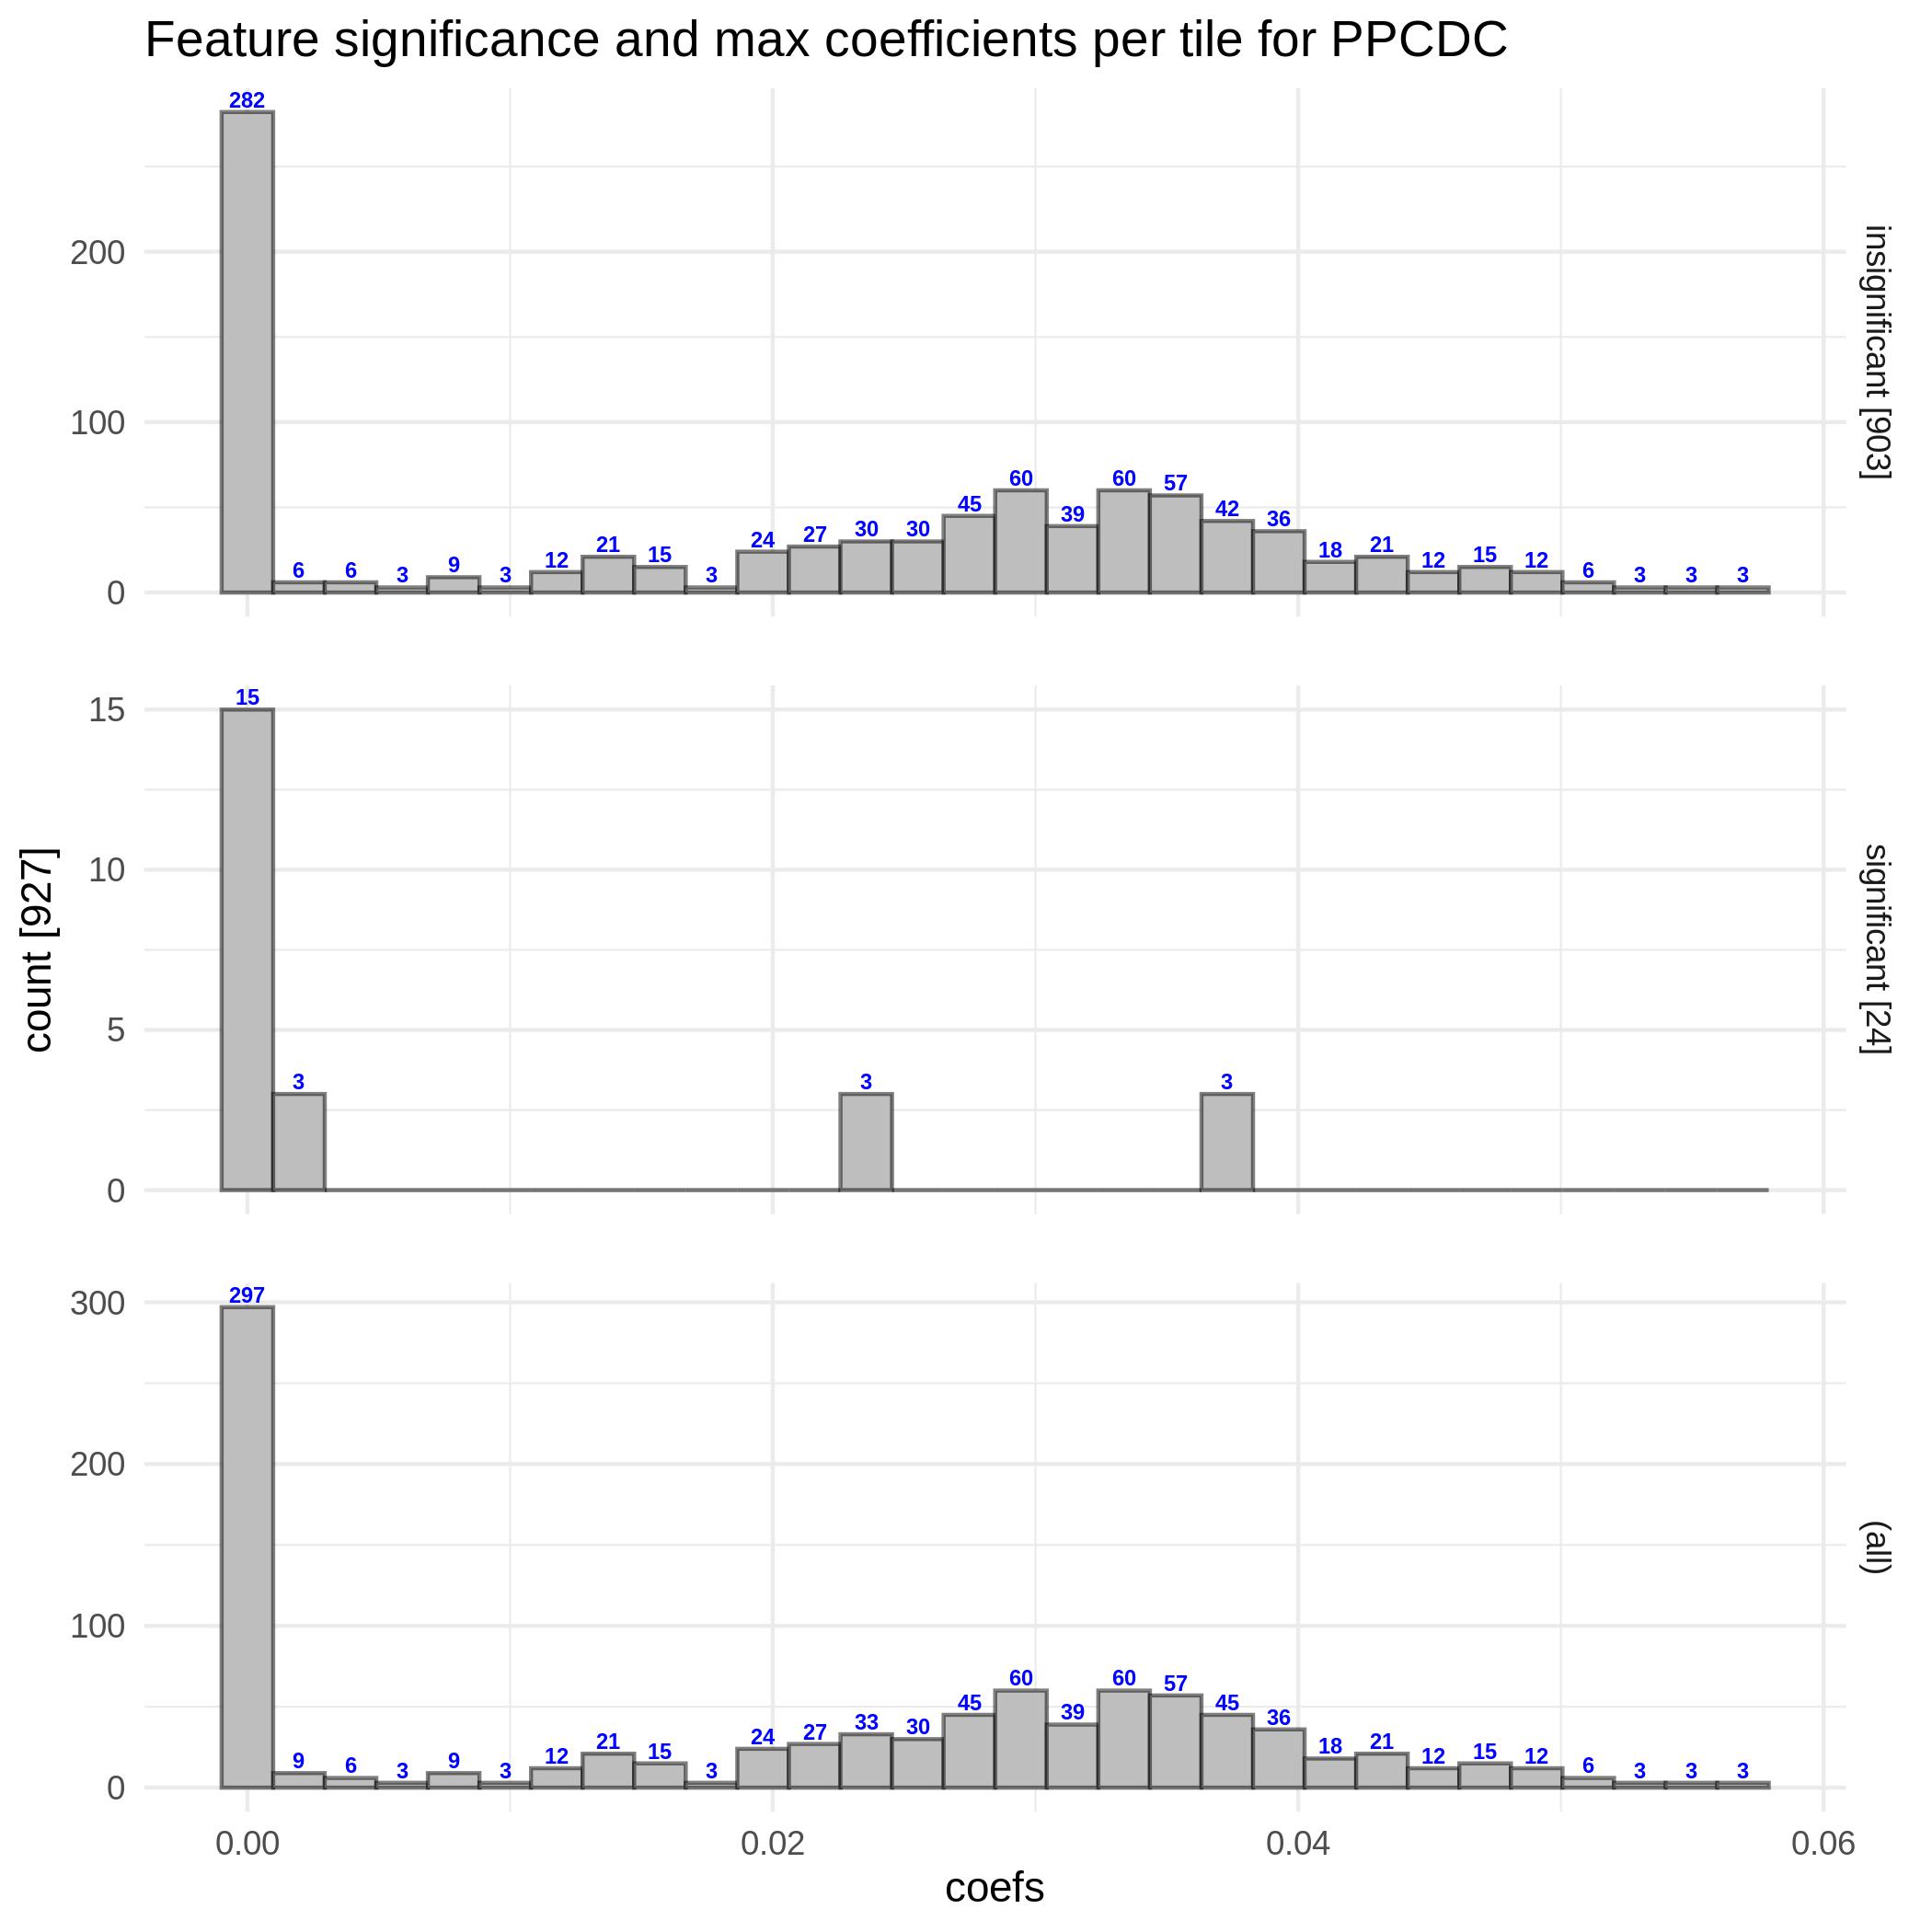 Feature significance and max coefficients per tile for PPCDC
282
6 6 3 9 3 12 21 15 3 24 27 30 30 45 60 39 60 57 42 36 18 21 12 15 12 6 3 3 3
200
100
0
insignificant [903]
15
3 3 3
15
10
5
0
significant [24]
count [927]
297
9 6 3 9 3 12 21 15 3 24 27 33 30 45 60 39 60 57 45 36 18 21 12 15 12 6 3 3 3
300
200
100
0
(all)
0.00 0.02 0.04 0.06
coefs